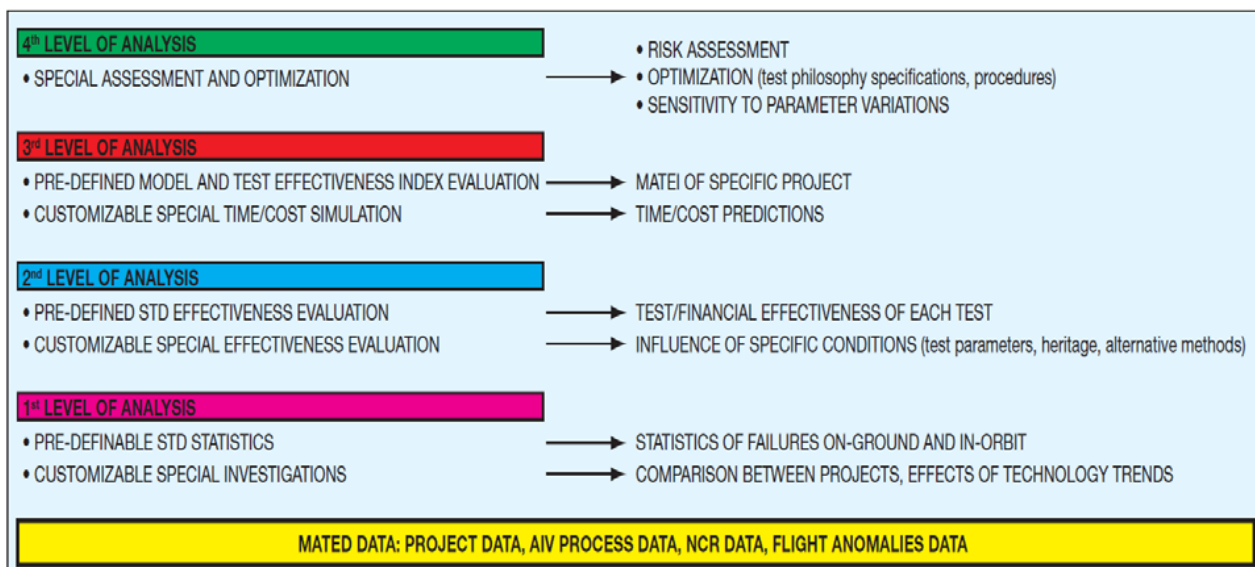 4th LEVEL OF ANALYSIS
• SPECIAL ASSESSMENT AND OPTIMIZATION
• RISK ASSESSMENT
• OPTIMIZATION (test philosophy specifications, procedures)
• SENSITIVITY TO PARAMETER VARIATIONS
3rd LEVEL OF ANALYSIS
• PRE-DEFINED MODEL AND TEST EFFECTIVENESS INDEX EVALUATION
MATEI OF SPECIFIC PROJECT
• CUSTOMIZABLE SPECIAL TIME/COST SIMULATION
TIME/COST PREDICTIONS
2nd LEVEL OF ANALYSIS
• PRE-DEFINED STD EFFECTIVENESS EVALUATION
TEST/FINANCIAL EFFECTIVENESS OF EACH TEST
• CUSTOMIZABLE SPECIAL EFFECTIVENESS EVALUATION
INFLUENCE OF SPECIFIC CONDITIONS (test parameters, heritage, alternative methods)
1st LEVEL OF ANALYSIS
• PRE-DEFINABLE STD STATISTICS
STATISTICS OF FAILURES ON-GROUND AND IN-ORBIT
• CUSTOMIZABLE SPECIAL INVESTIGATIONS
COMPARISON BETWEEN PROJECTS, EFFECTS OF TECHNOLOGY TRENDS
MATED DATA: PROJECT DATA, AIV PROCESS DATA, NCR DATA, FLIGHT ANOMALIES DATA